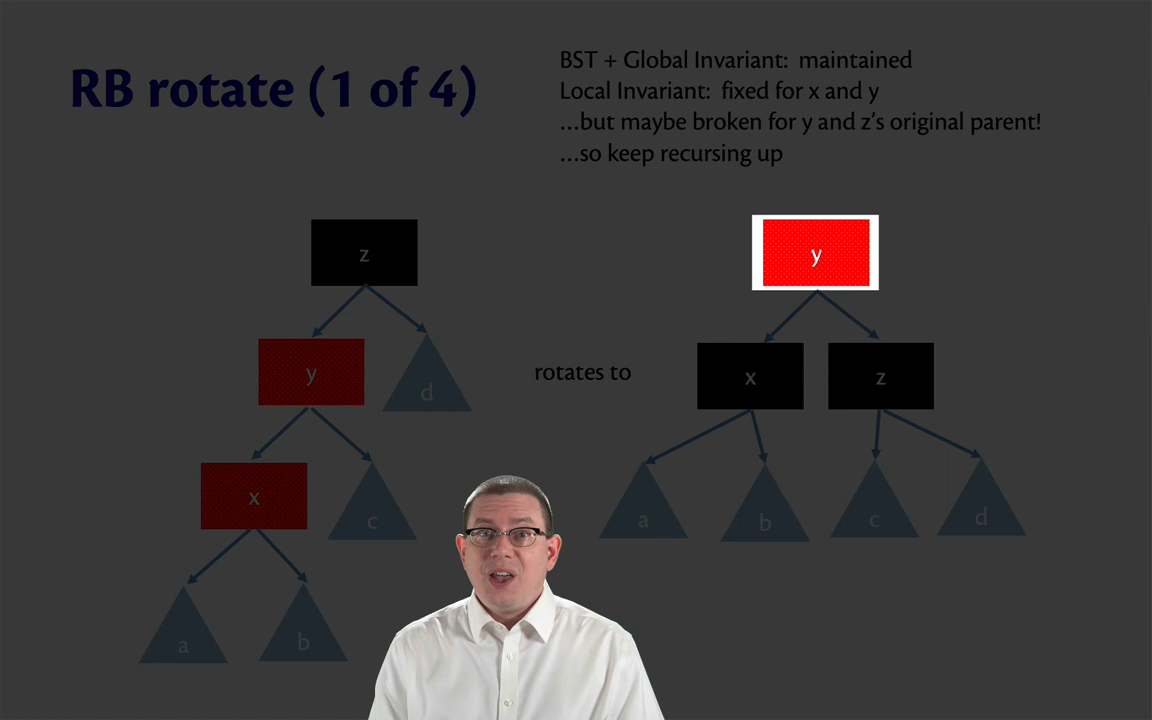 RB rotate (1 of 4)
BST + Global Invariant: maintained
Local Invariant: fixed for x and y
...but maybe broken for y and z's original parent!
...so keep recursing up
z
y
d
x
c
a
b
rotates to
y
x
z
a
b
c
d